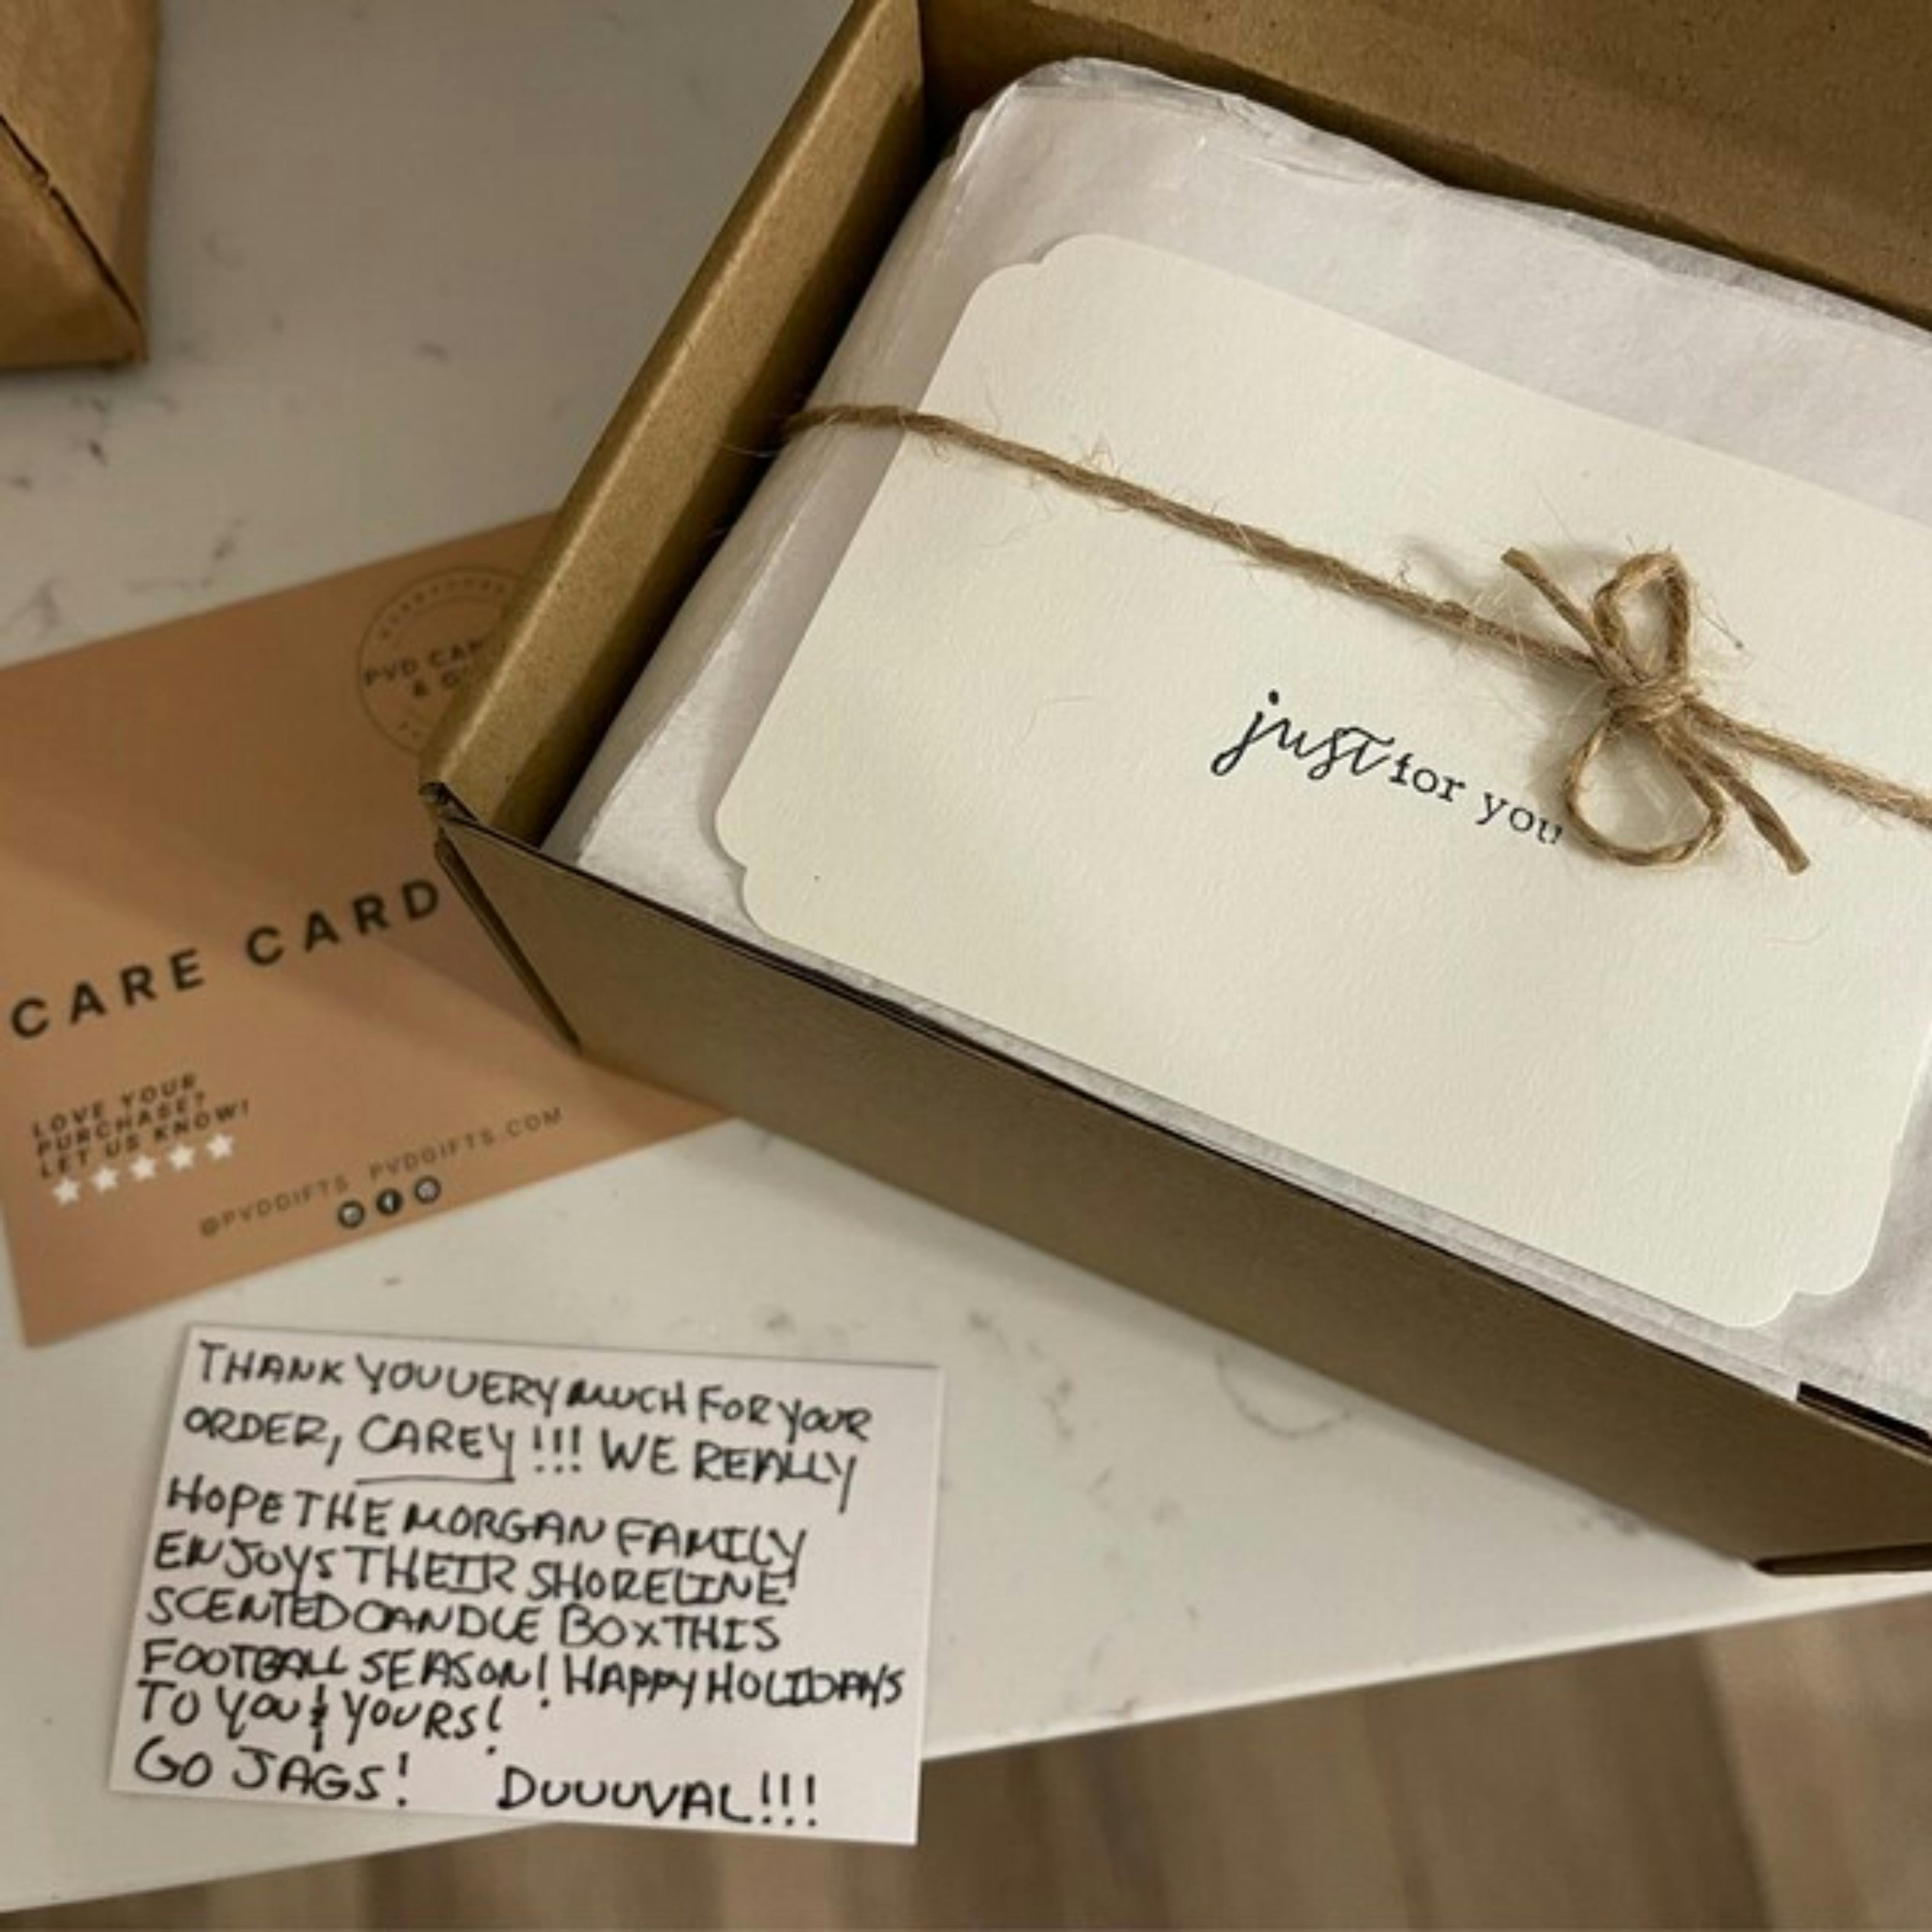 just for you
PVD CAN
&
CARE CARD
LOVE YOUR
PURCHASE?
LET US KNOW!
@PVDGIFTS PVDGIFTS.COM
THANK YOU VERY MUCH FOR YOUR
ORDER, CAREY!!! WE REALLY
HOPE THE MORGAN FAMILY
ENJOYS THEIR SHORELINE
SCENTED CANDLE BOX THIS
FOOTBALL SEASON! HAPPY HOLIDAYS
TO YOU & YOURS!
GO JAGS! DUUUVAL!!!